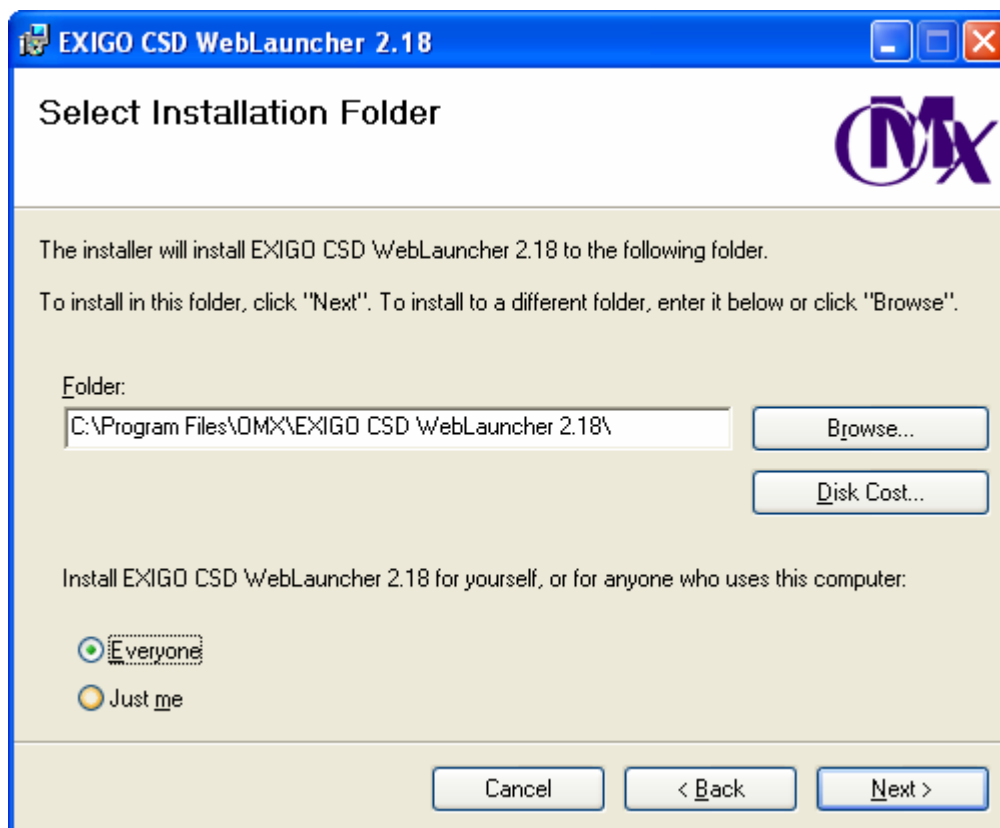 EXIGO CSD WebLauncher 2.18
Select Installation Folder
OMX
The installer will install EXIGO CSD WebLauncher 2.18 to the following folder.
To install in this folder, click "Next". To install to a different folder, enter it below or click "Browse".
Folder:
C:\Program Files\OMX\EXIGO CSD WebLauncher 2.18\
Browse...
Disk Cost...
Install EXIGO CSD WebLauncher 2.18 for yourself, or for anyone who uses this computer:
Everyone
Just me
Cancel
< Back
Next >